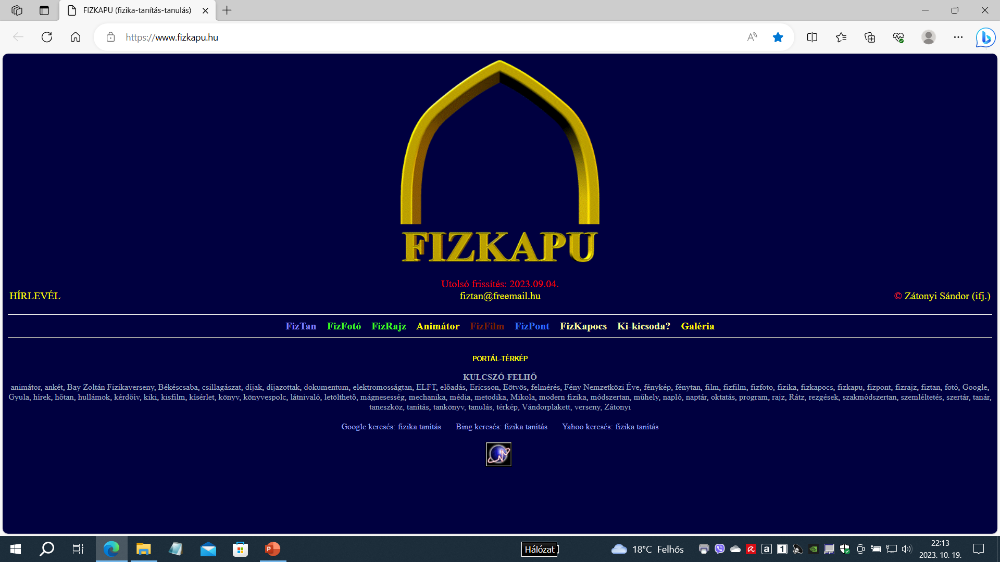 FIZKAPU (fizika-tanítás-tanulás)
https://www.fizkapu.hu
FIZKAPU
Utolsó frissítés: 2023.09.04.
HÍRLEVÉL fiztan@freemail.hu © Zátonyi Sándor (ifj.)
FizTan FizFotó FizRajz Animátor FizFilm FizPont FizKapocs Ki-kicsoda? Galéria
PORTÁL-TÉRKÉP
KULCSZÓ-FELHŐ
animátor, ankét, Bay Zoltán Fizikaverseny, Békéscsaba, csillagászat, díjak, díjazottak, dokumentum, elektromosságtan, ELFT, előadás, Ericsson, Eötvös, felmérés, Fény Nemzetközi Éve, fénykép, fénytan, film, fizfilm, fizfoto, fizika, fizkapocs, fizkapu, fizpont, fizrajz, fiztan, fotó, Google,
Gyula, hírek, hőtan, hullámok, kérdőív, kiki, kisfilm, kísérlet, könyv, könyvespolc, látnivaló, letölthető, mágnesesség, mechanika, média, metodika, Mikola, modern fizika, módszertan, műhely, napló, naptár, oktatás, program, rajz, Rátz, rezgések, szakmódszertan, szemléltetés, szertár, tanár,
taneszköz, tanítás, tankönyv, tanulás, térkép, Vándorplakett, verseny, Zátonyi
Google keresés: fizika tanítás Bing keresés: fizika tanítás Yahoo keresés: fizika tanítás
Hálózat 18°C Felhős 22:13
2023. 10. 19.